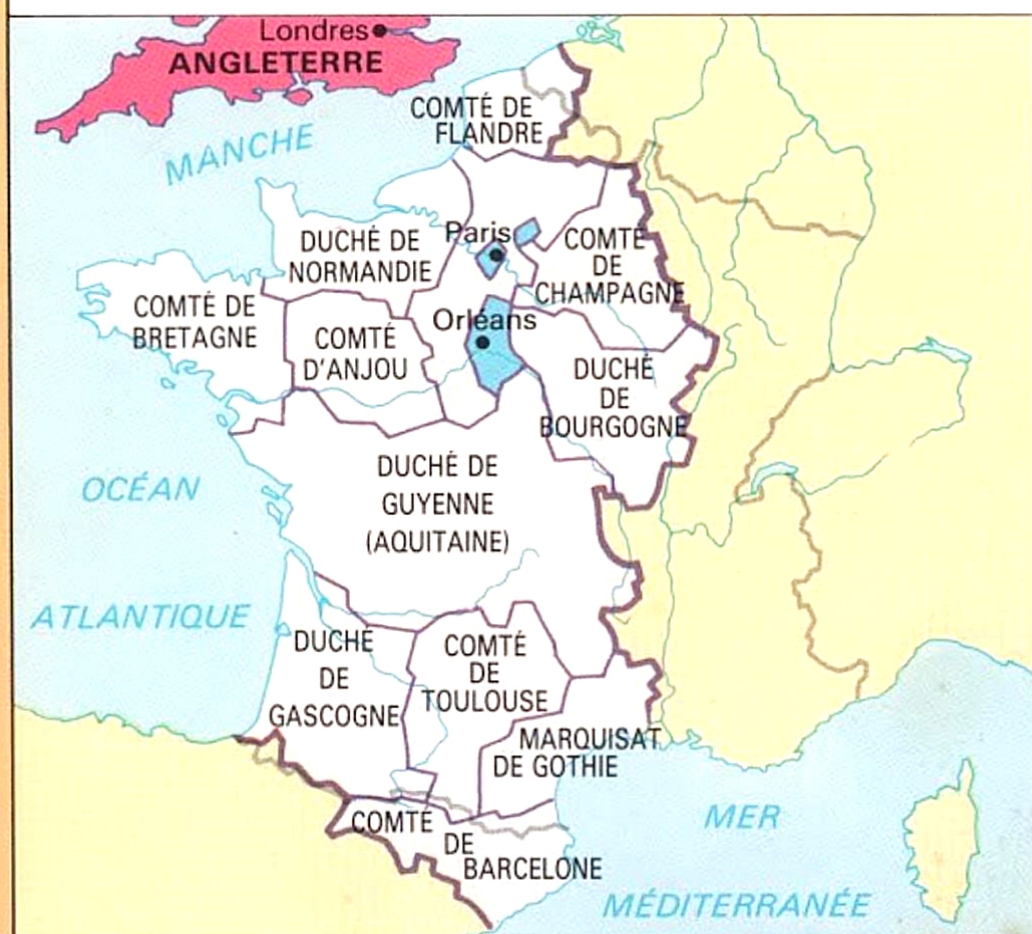 Londres
ANGLETERRE
COMTÉ DE
FLANDRE
MANCHE
Paris
DUCHÉ DE
NORMANDIE
COMTÉ
DE
CHAMPAGNE
COMTÉ DE
BRETAGNE
COMTÉ
D'ANJOU
Orléans
DUCHÉ
DE
BOURGOGNE
OCÉAN
ATLANTIQUE
DUCHÉ DE
GUYENNE
(AQUITAINE)
DUCHÉ
DE
GASCOGNE
COMTÉ
DE
TOULOUSE
MARQUISAT
DE GOTHIE
COMTÉ
DE
BARCELONE
MER
MÉDITERRANÉE